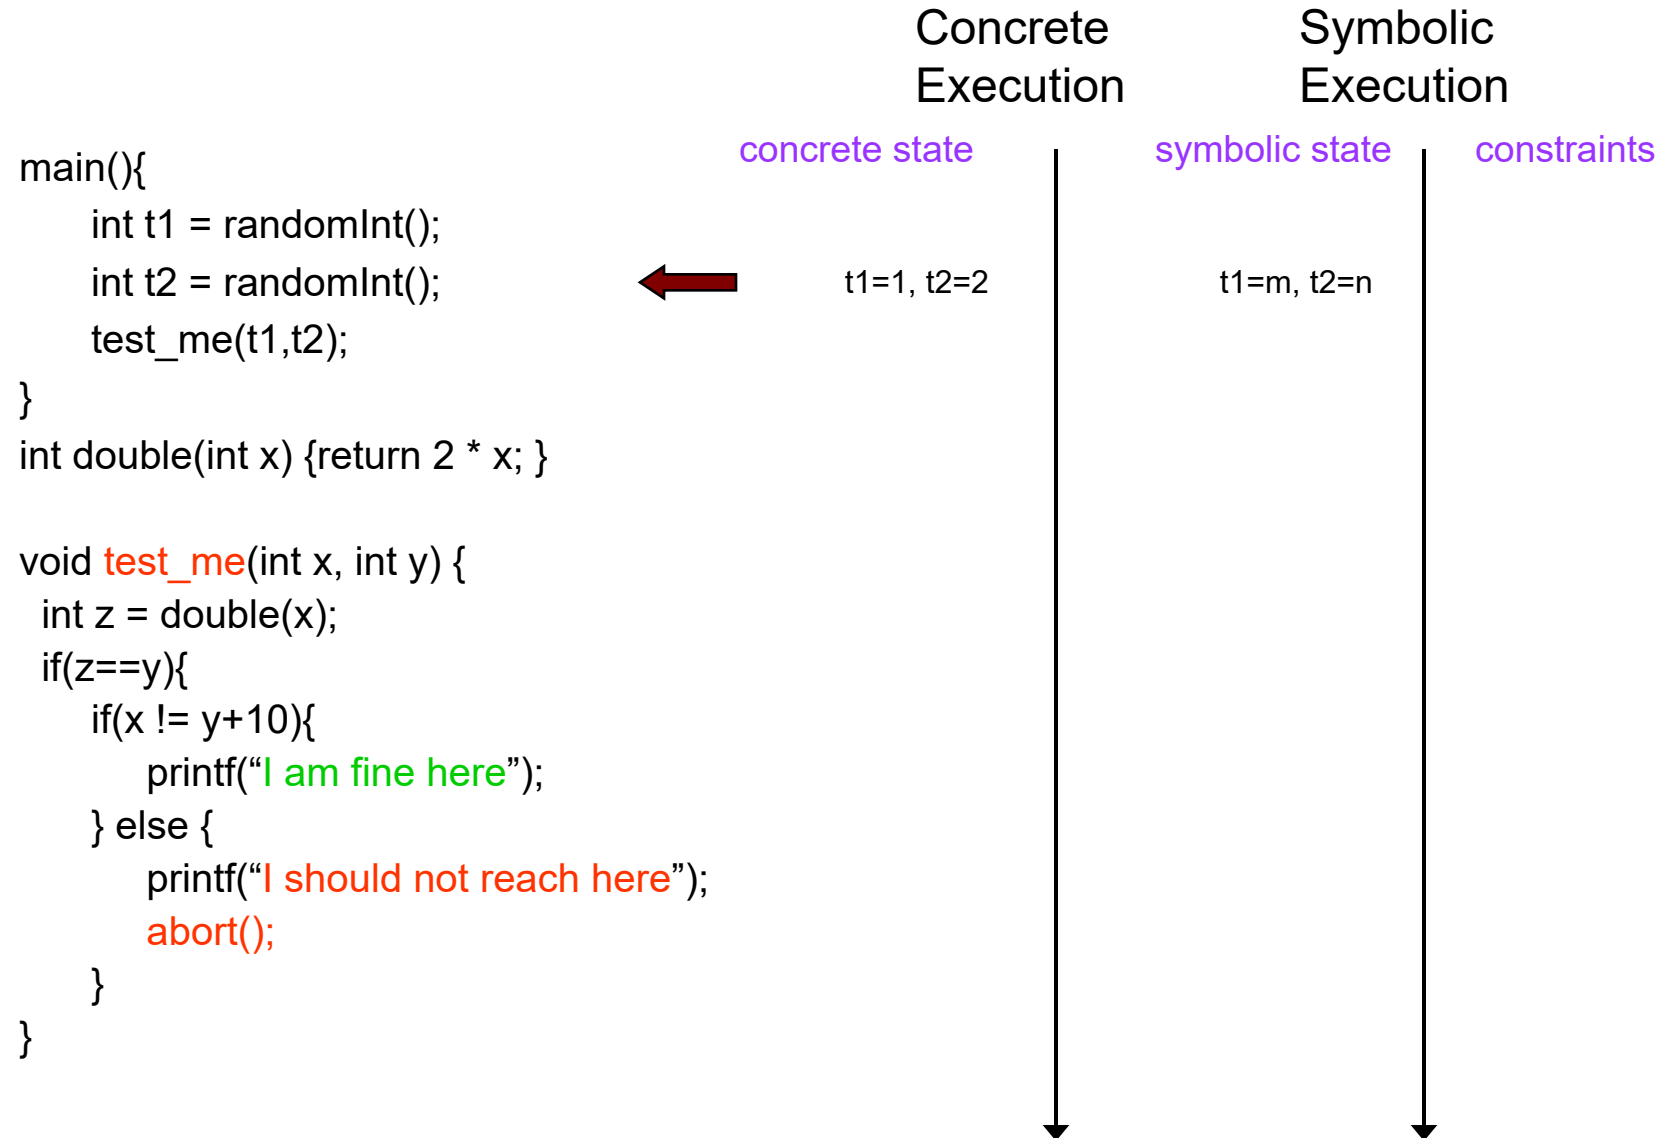 Concrete Execution
Symbolic Execution
concrete state
symbolic state
constraints
main(){
int t1 = randomInt();
int t2 = randomInt();
t1=1, t2=2
t1=m, t2=n
test_me(t1,t2);
}
int double(int x) {return 2 * x; }
void test_me(int x, int y) {
int z = double(x);
if(z==y){
if(x != y+10){
printf(“I am fine here”);
} else {
printf(“I should not reach here”);
abort();
}
}